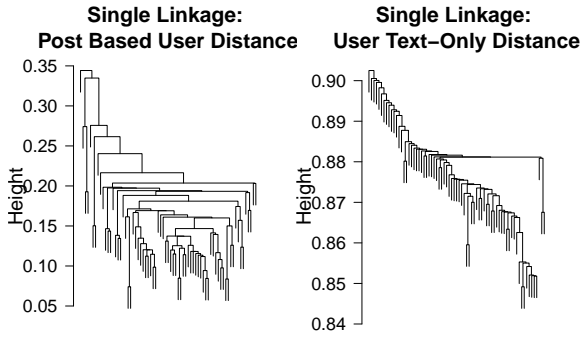 Single Linkage:
Post Based User Distance
Height
0.35
0.30
0.25
0.20
0.15
0.10
0.05
Single Linkage:
User Text−Only Distance
Height
0.90
0.89
0.88
0.87
0.86
0.85
0.84